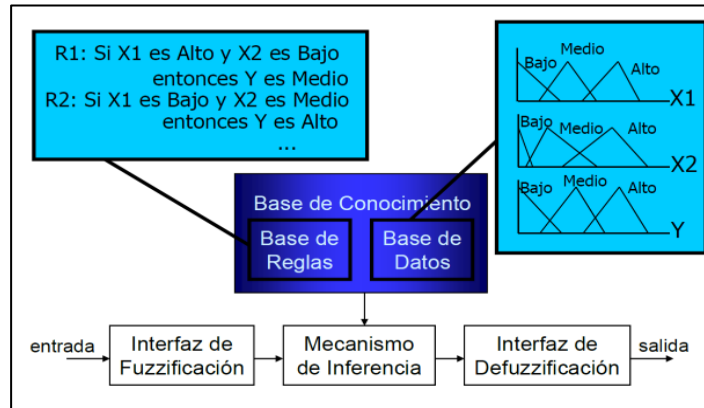 R1: Si X1 es Alto y X2 es Bajo
entonces Y es Medio
R2: Si X1 es Bajo y X2 es Medio
entonces Y es Alto
...
Medio
Bajo
Alto
X1
Bajo
Medio
Alto
X2
Bajo
Medio
Alto
Y
Base de Conocimiento
Base de
Reglas
Base de
Datos
entrada
Interfaz de
Fuzzificación
Mecanismo
de Inferencia
Interfaz de
Defuzzificación
salida